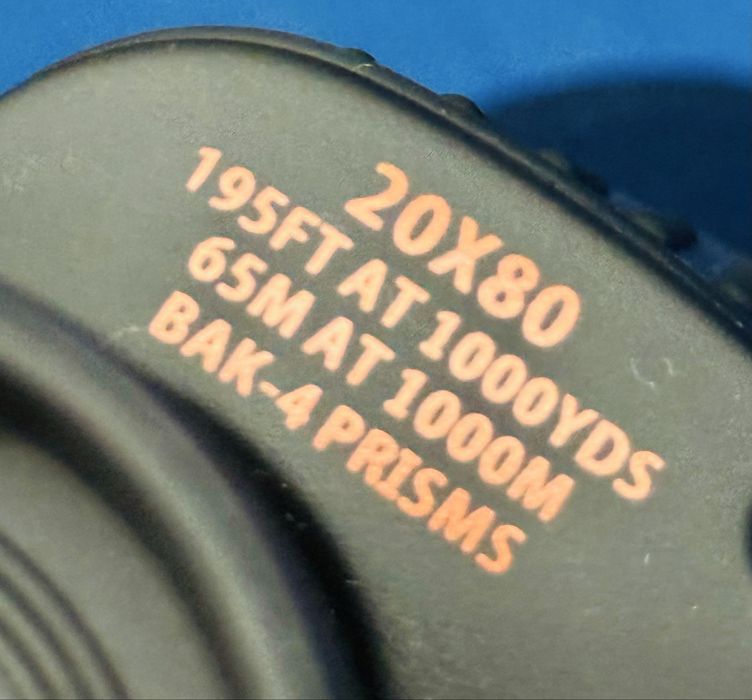 20X80
195FT AT 1000YDS
65M AT 1000M
BAK-4 PRISMS